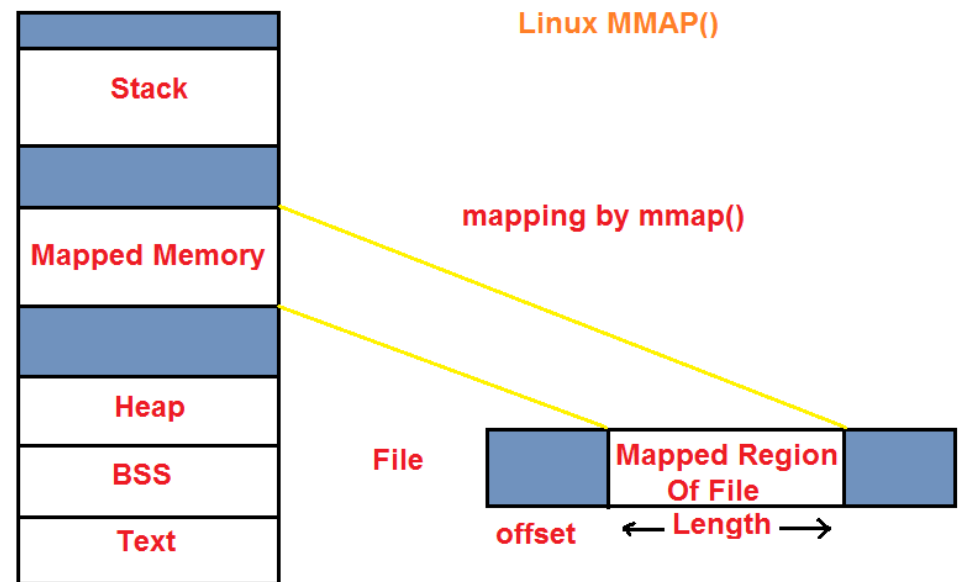 Linux MMAP()
Stack
mapping by mmap()
Mapped Memory
Heap
BSS
Text
File
Mapped Region
Of File
offset
Length